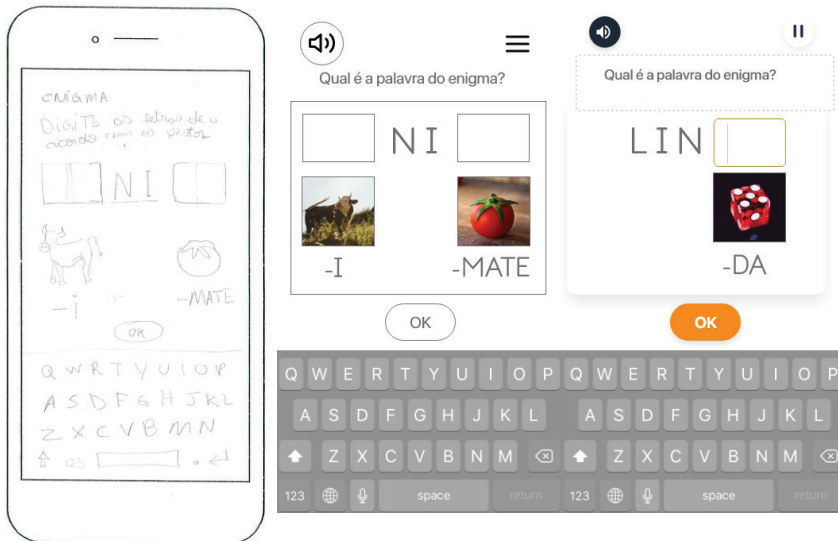 ENIGMA
DIGITE as letras de
acordo com as pistas
NI
-i
-MATE
OK
Q W R T Y U I O P
A S D F G H J K L
Z X C V B M N
123
Qual é a palavra do enigma?
NI
-I
-MATE
OK
Q W E R T Y U I O P
A S D F G H J K L
Z X C V B N M
123 space return
Qual é a palavra do enigma?
LIN
-DA
OK
Q W E R T Y U I O P
A S D F G H J K L
Z X C V B N M
123 space return